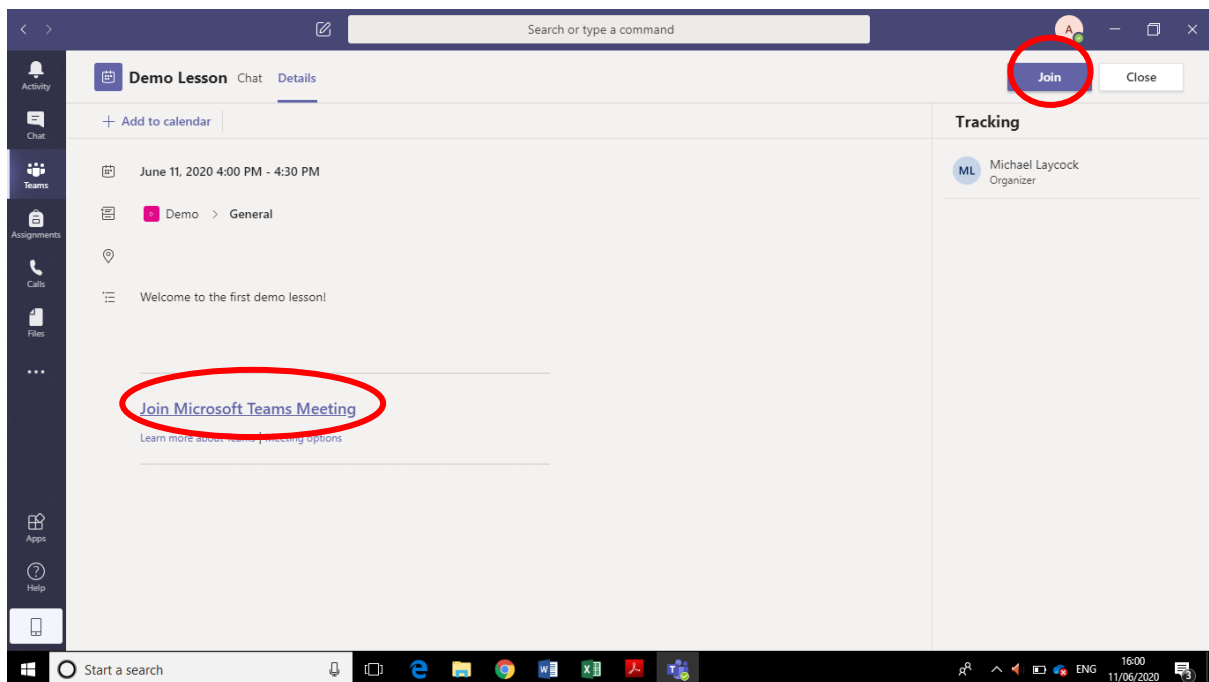 Search or type a command
A
Activity
Chat
Teams
Assignments
Calls
Files
Apps
Help
Demo Lesson Chat Details
Join
Close
Add to calendar
June 11, 2020 4:00 PM - 4:30 PM
D Demo > General
Welcome to the first demo lesson!
Join Microsoft Teams Meeting
Learn more about Teams | Meeting options
Tracking
ML Michael Laycock
Organizer
Start a search
ENG
16:00
11/06/2020
3